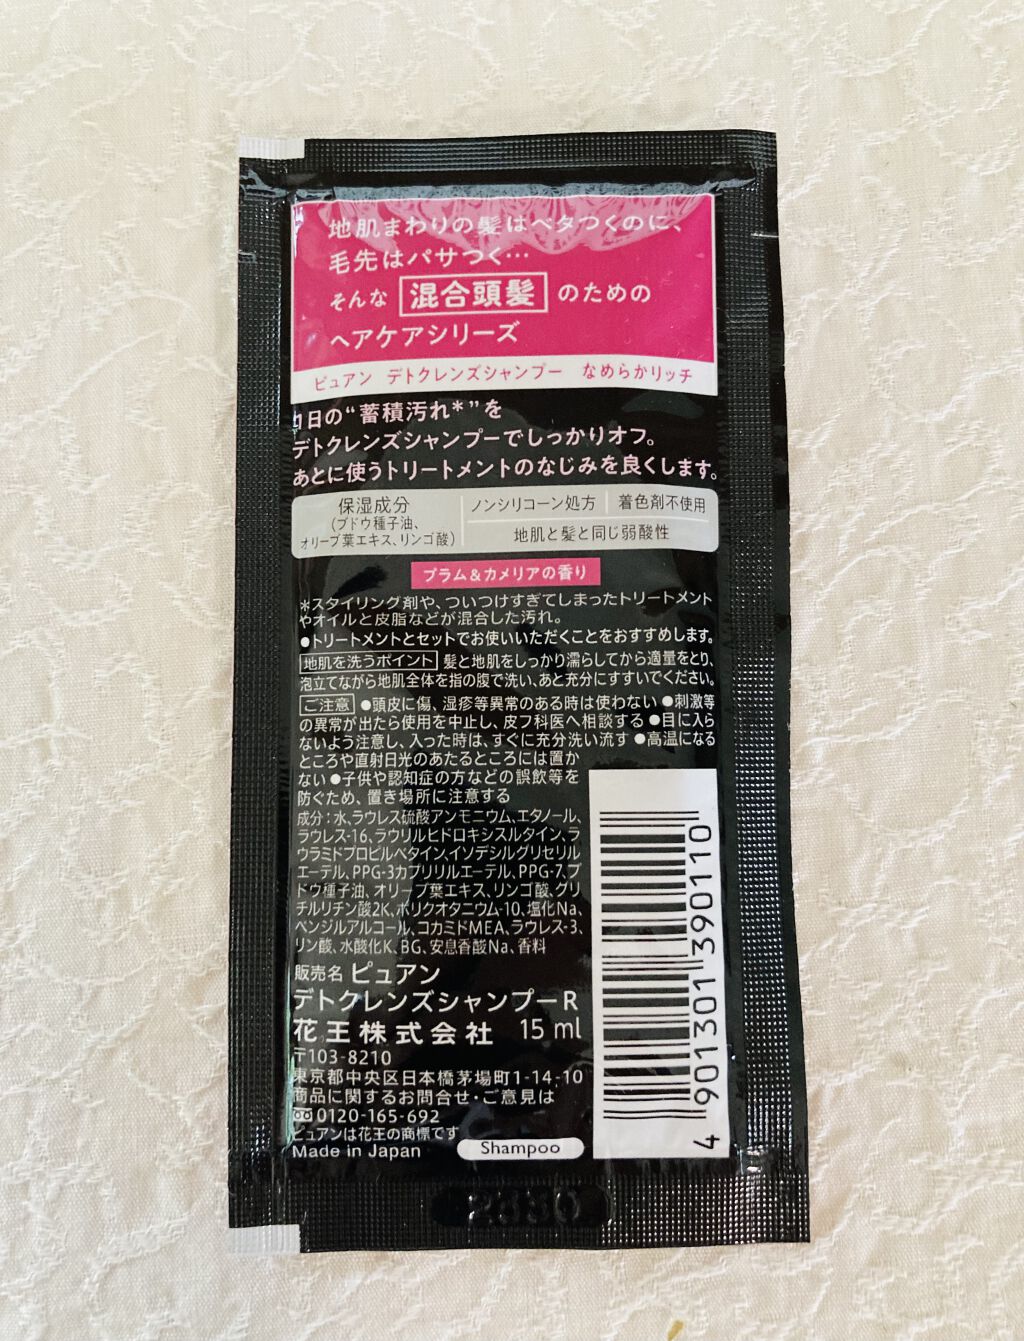 地肌まわりの髪はベタつくのに、
毛先はパサつく…
そんな 混合頭髪 のための
ヘアケアシリーズ
ピュアン デトクレンズシャンプー なめらかリッチ
1日の“蓄積汚れ*”を
デトクレンズシャンプーでしっかりオフ。
あとに使うトリートメントのなじみを良くします。
保湿成分
(ブドウ種子油、
オリーブ葉エキス、リンゴ酸)
ノンシリコーン処方 着色剤不使用
地肌と髪と同じ弱酸性
プラム&カメリアの香り
*スタイリング剤や、ついつけすぎてしまったトリートメント
やオイルと皮脂などが混合した汚れ。
●トリートメントとセットでお使いいただくことをおすすめします。
地肌を洗うポイント 髪と地肌をしっかり濡らしてから適量をとり、
泡立てながら地肌全体を指の腹で洗い、あと充分にすすいでください。
ご注意 ●頭皮に傷、湿疹等異常のある時は使わない ●刺激等
の異常が出たら使用を中止し、皮フ科医へ相談する ●目に入ら
ないよう注意し、入った時は、すぐに充分洗い流す ●高温になる
ところや直射日光のあたるところには置か
ない ●子供や認知症の方などの誤飲等を
防ぐため、置き場所に注意する
成分：水、ラウレス硫酸アンモニウム、エタノール、
ラウレス-16、ラウリルヒドロキシスルタイン、ラ
ウラミドプロピルベタイン、イソデシルグリセリル
エーテル、PPG-3カプリリルエーテル、PPG-7、ブ
ドウ種子油、オリーブ葉エキス、リンゴ酸、グリ
チルリチン酸2K、ポリクオタニウム-10、塩化Na、
ベンジルアルコール、コカミドMEA、ラウレス-3、
リン酸、水酸化K、BG、安息香酸Na、香料
販売名 ピュアン
デトクレンズシャンプーR
花王株式会社 15 ml
〒103-8210
東京都中央区日本橋茅場町1-14-10
商品に関するお問合せ・ご意見は
0120-165-692
ピュアンは花王の商標です
Made in Japan
Shampoo
4 901301 390110